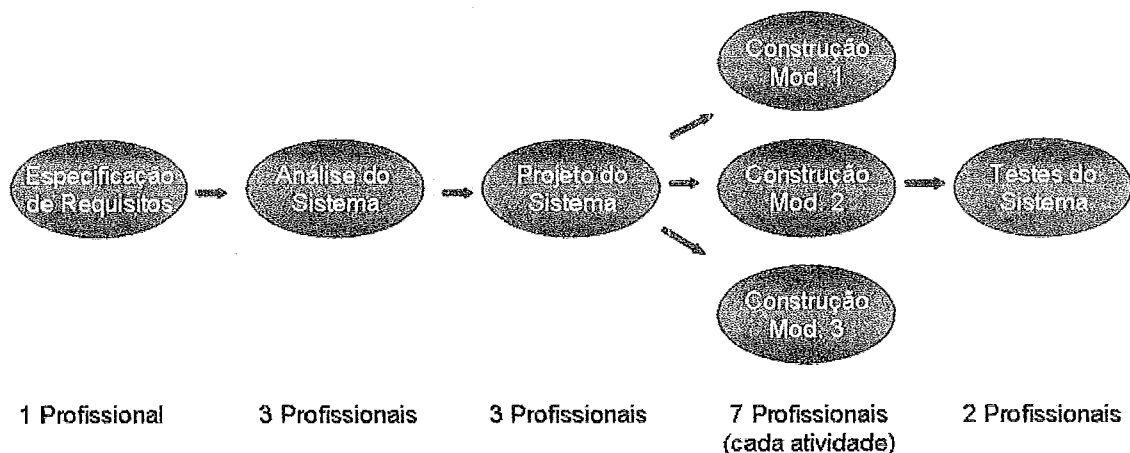 Construção
Mod. 1
Especificação
de Requisitos
Análise do
Sistema
Projeto do
Sistema
Construção
Mod. 2
Testes do
Sistema
Construção
Mod. 3
1 Profissional
3 Profissionais
3 Profissionais
7 Profissionais
(cada atividade)
2 Profissionais